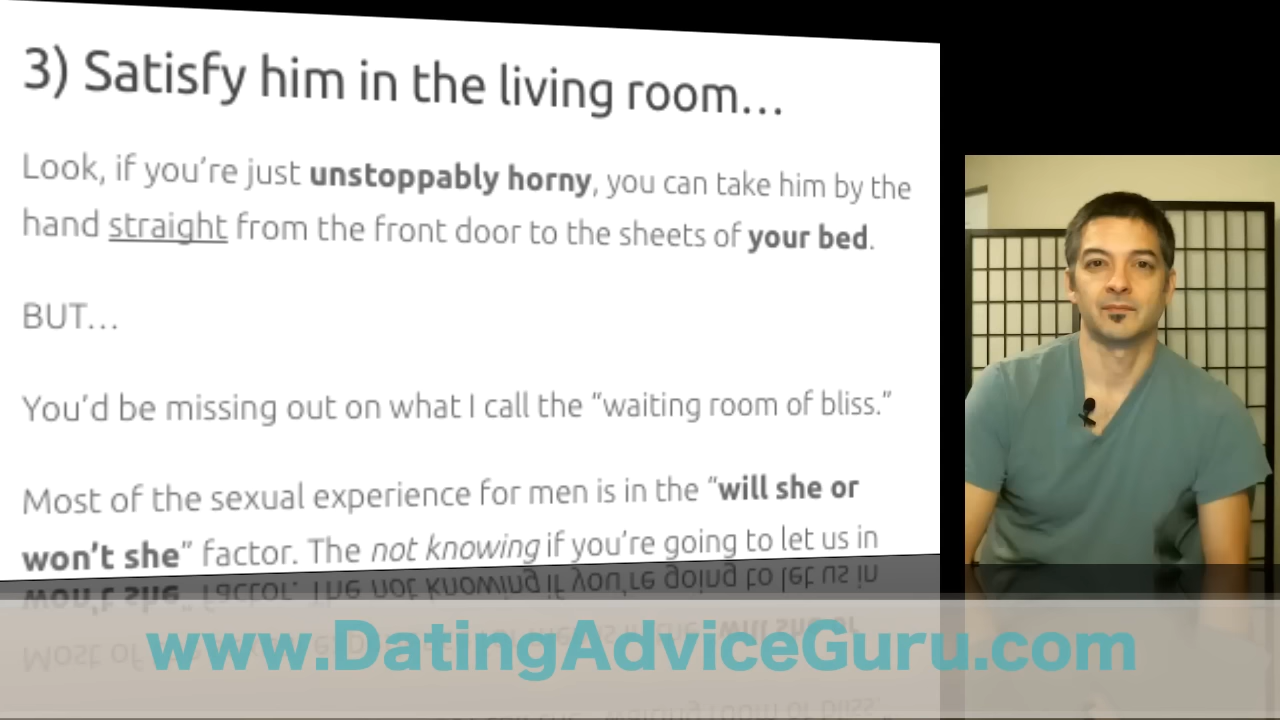 3) Satisfy him in the living room…
Look, if you’re just unstoppably horny, you can take him by the
hand straight from the front door to the sheets of your bed.
BUT…
You’d be missing out on what I call the “waiting room of bliss.”
Most of the sexual experience for men is in the “will she or
won’t she” factor. The not knowing if you’re going to let us in
www.DatingAdviceGuru.com